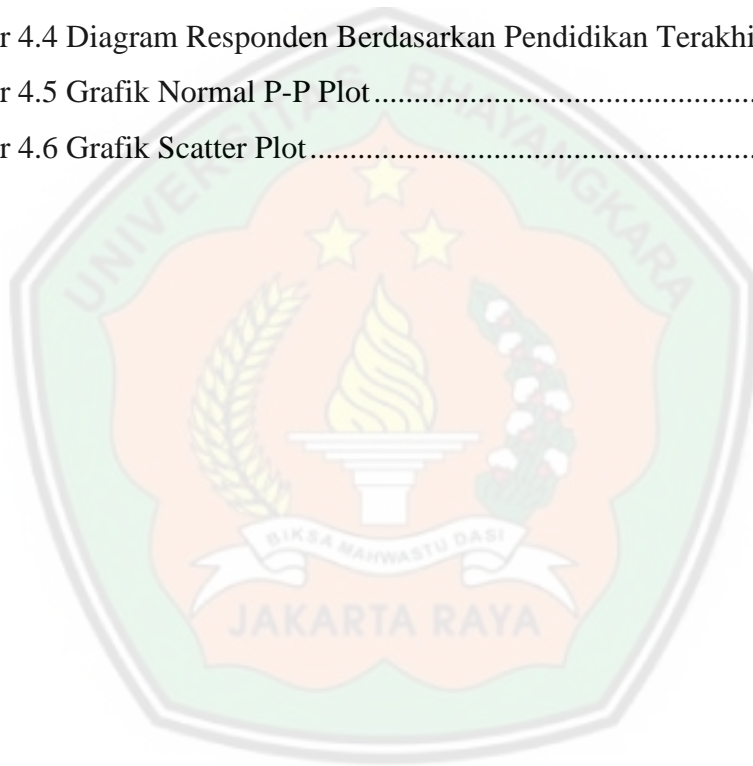 r 4.4 Diagram Responden Berdasarkan Pendidikan Terakhi
r 4.5 Grafik Normal P-P Plot.............................................
r 4.6 Grafik Scatter Plot......................................................
UNIVERSITAS BHAYANGKARA
BIKSA MAHWASTU DASI
JAKARTA RAYA